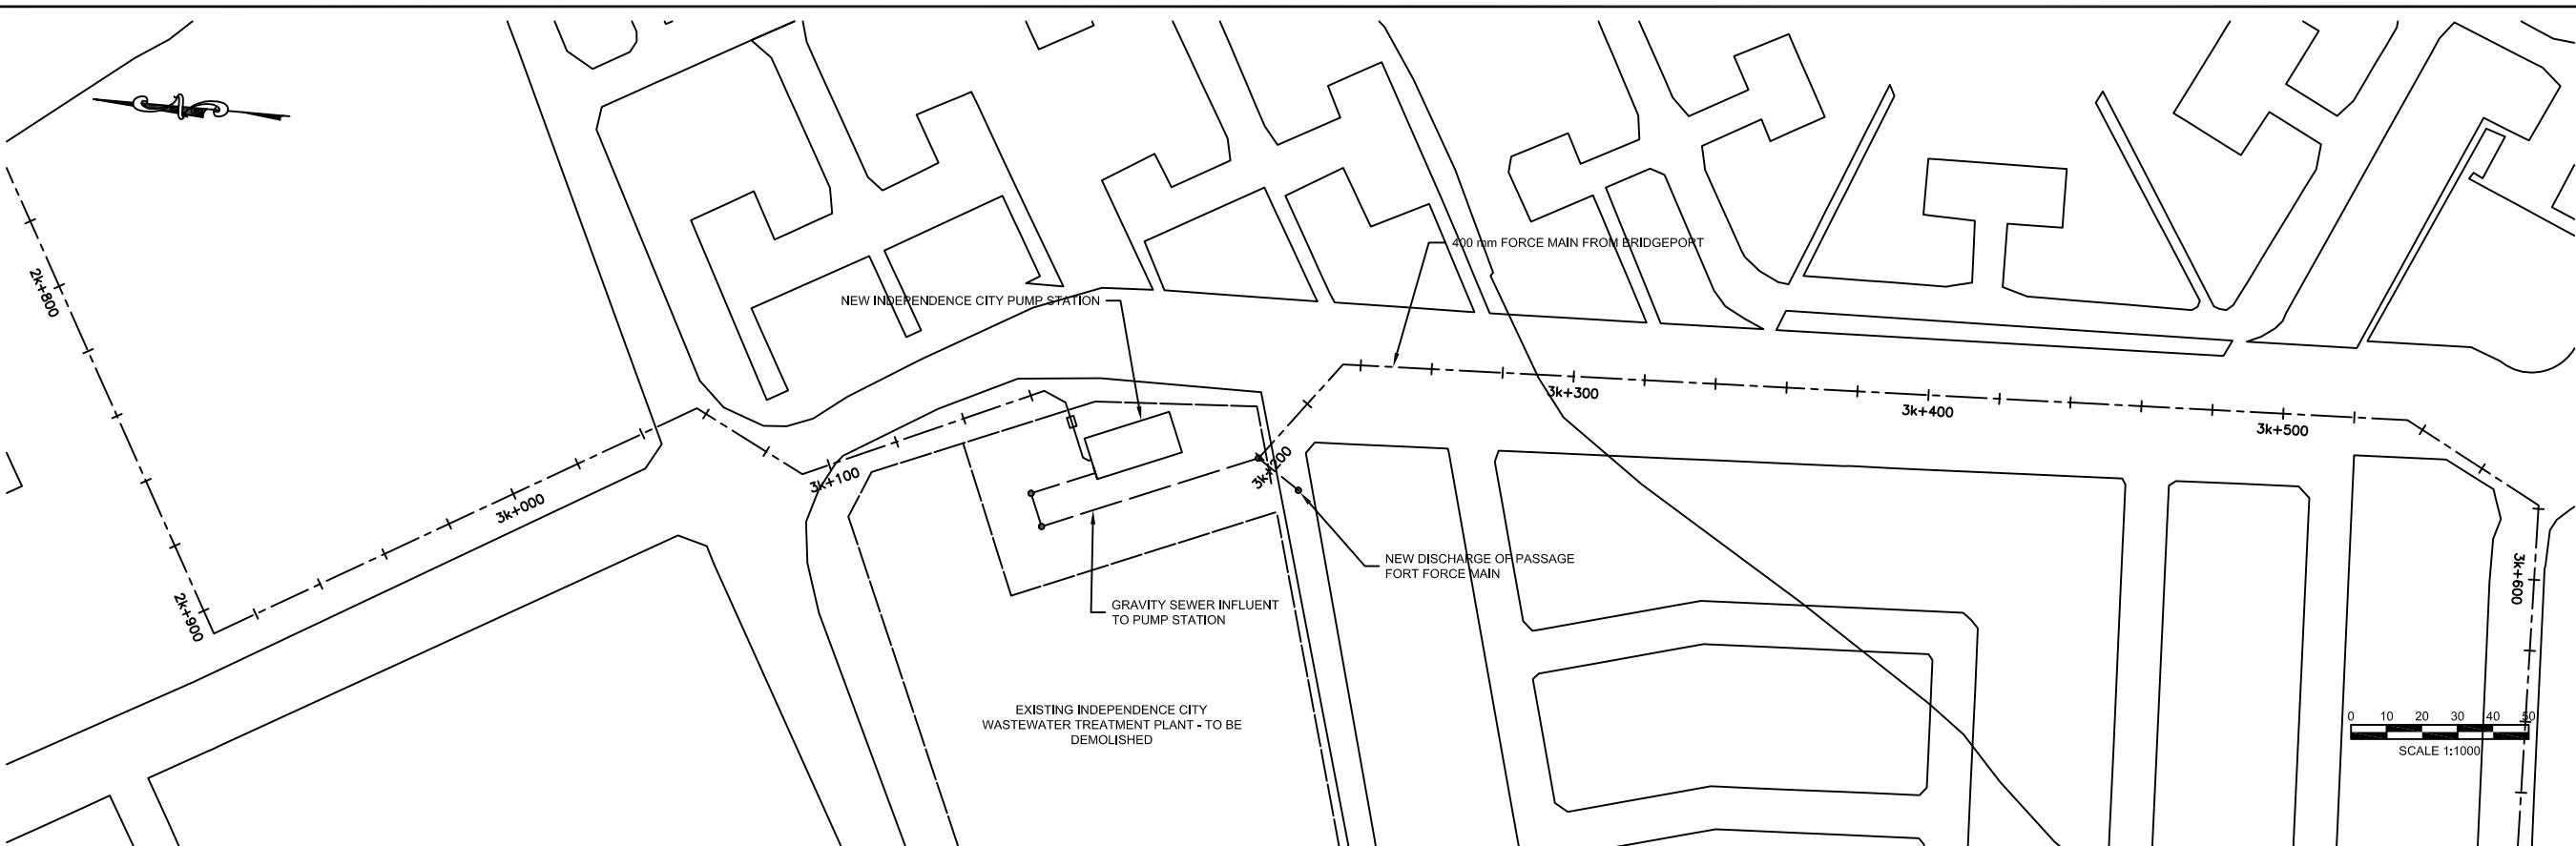 400 mm FORCE MAIN FROM BRIDGEPORT
2k+800
NEW INDEPENDENCE CITY PUMP STATION
3k+300
3k+400
3k+500
3k+100
3k+200
3k+000
NEW DISCHARGE OF PASSAGE
FORT FORCE MAIN
3k+600
2k+900
GRAVITY SEWER INFLUENT
TO PUMP STATION
EXISTING INDEPENDENCE CITY
WASTEWATER TREATMENT PLANT - TO BE
DEMOLISHED
0 10 20 30 40 50
SCALE 1:1000